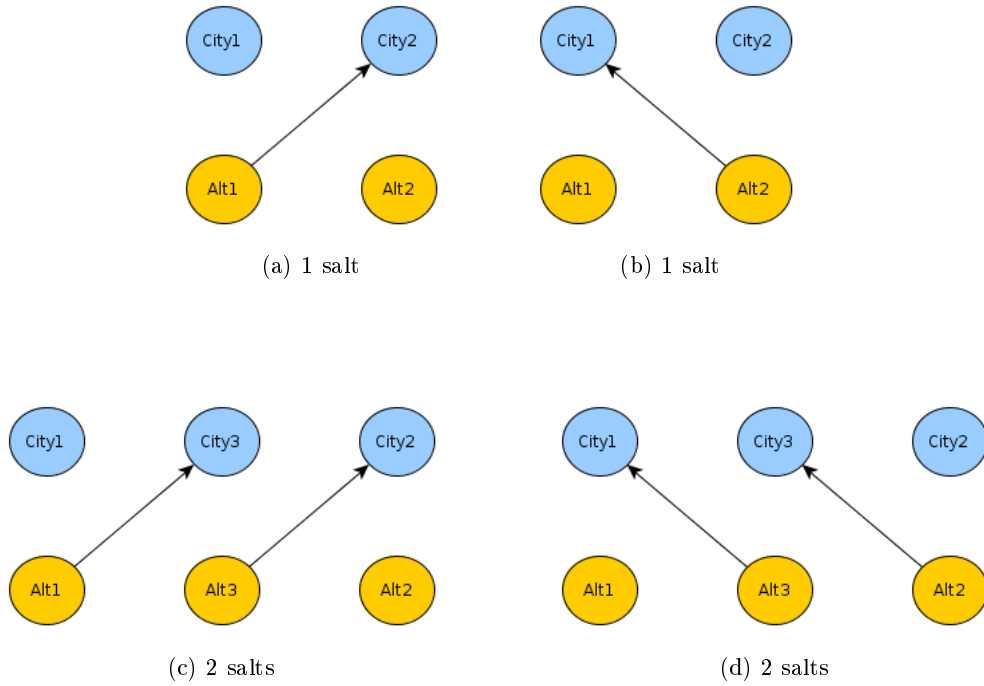 City1 City2 City1 City2
Alt1 Alt2 Alt1 Alt2
(a) 1 salt (b) 1 salt
City1 City3 City2 City1 City3 City2
Alt1 Alt3 Alt2 Alt1 Alt3 Alt2
(c) 2 salts (d) 2 salts